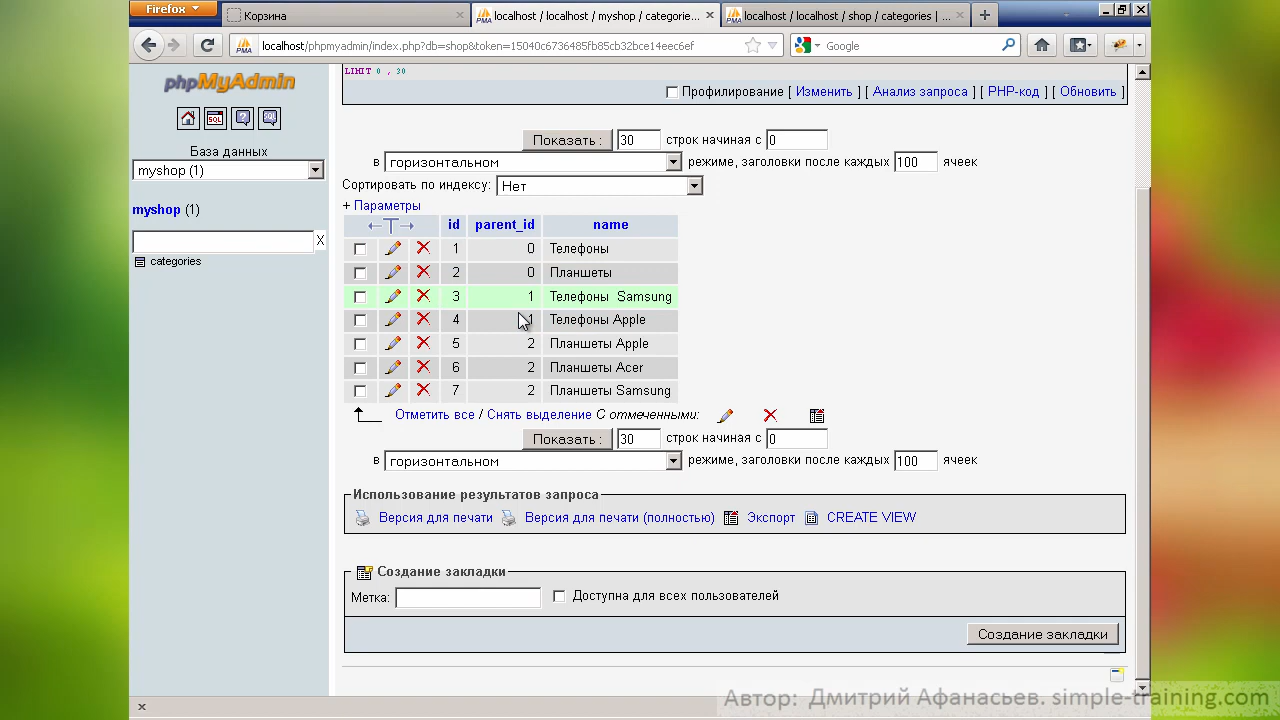 Firefox
Корзина
localhost / localhost / myshop / categorie...
localhost / localhost / shop / categories | ...
localhost/phpmyadmin/index.php?db=shop&token=15040c6736485fb85cb32bce14eec6ef
Google
phpMyAdmin
База данных
myshop (1)
myshop (1)
X
categories
LIMIT 0 , 30
Профилирование [ Изменить ] [ Анализ запроса ] [ PHP-код ] [ Обновить ]
Показать : 30 строк начиная с 0
в горизонтальном режиме, заголовки после каждых 100 ячеек
Сортировать по индексу: Нет
+ Параметры
←T→ id parent_id name
1 0 Телефоны
2 0 Планшеты
3 1 Телефоны  Samsung
4 1 Телефоны Apple
5 2 Планшеты Apple
6 2 Планшеты Acer
7 2 Планшеты Samsung
Отметить все / Снять выделение С отмеченными:
Показать : 30 строк начиная с 0
в горизонтальном режиме, заголовки после каждых 100 ячеек
Использование результатов запроса
Версия для печати Версия для печати (полностью) Экспорт CREATE VIEW
Создание закладки
Метка: Доступна для всех пользователей
Создание закладки
Автор: Дмитрий Афанасьев. simple-training.com